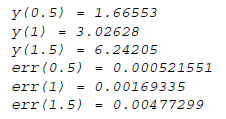 y(0.5) = 1.66553
y(1) = 3.02628
y(1.5) = 6.24205
err(0.5) = 0.000521551
err(1) = 0.00169335
err(1.5) = 0.00477299